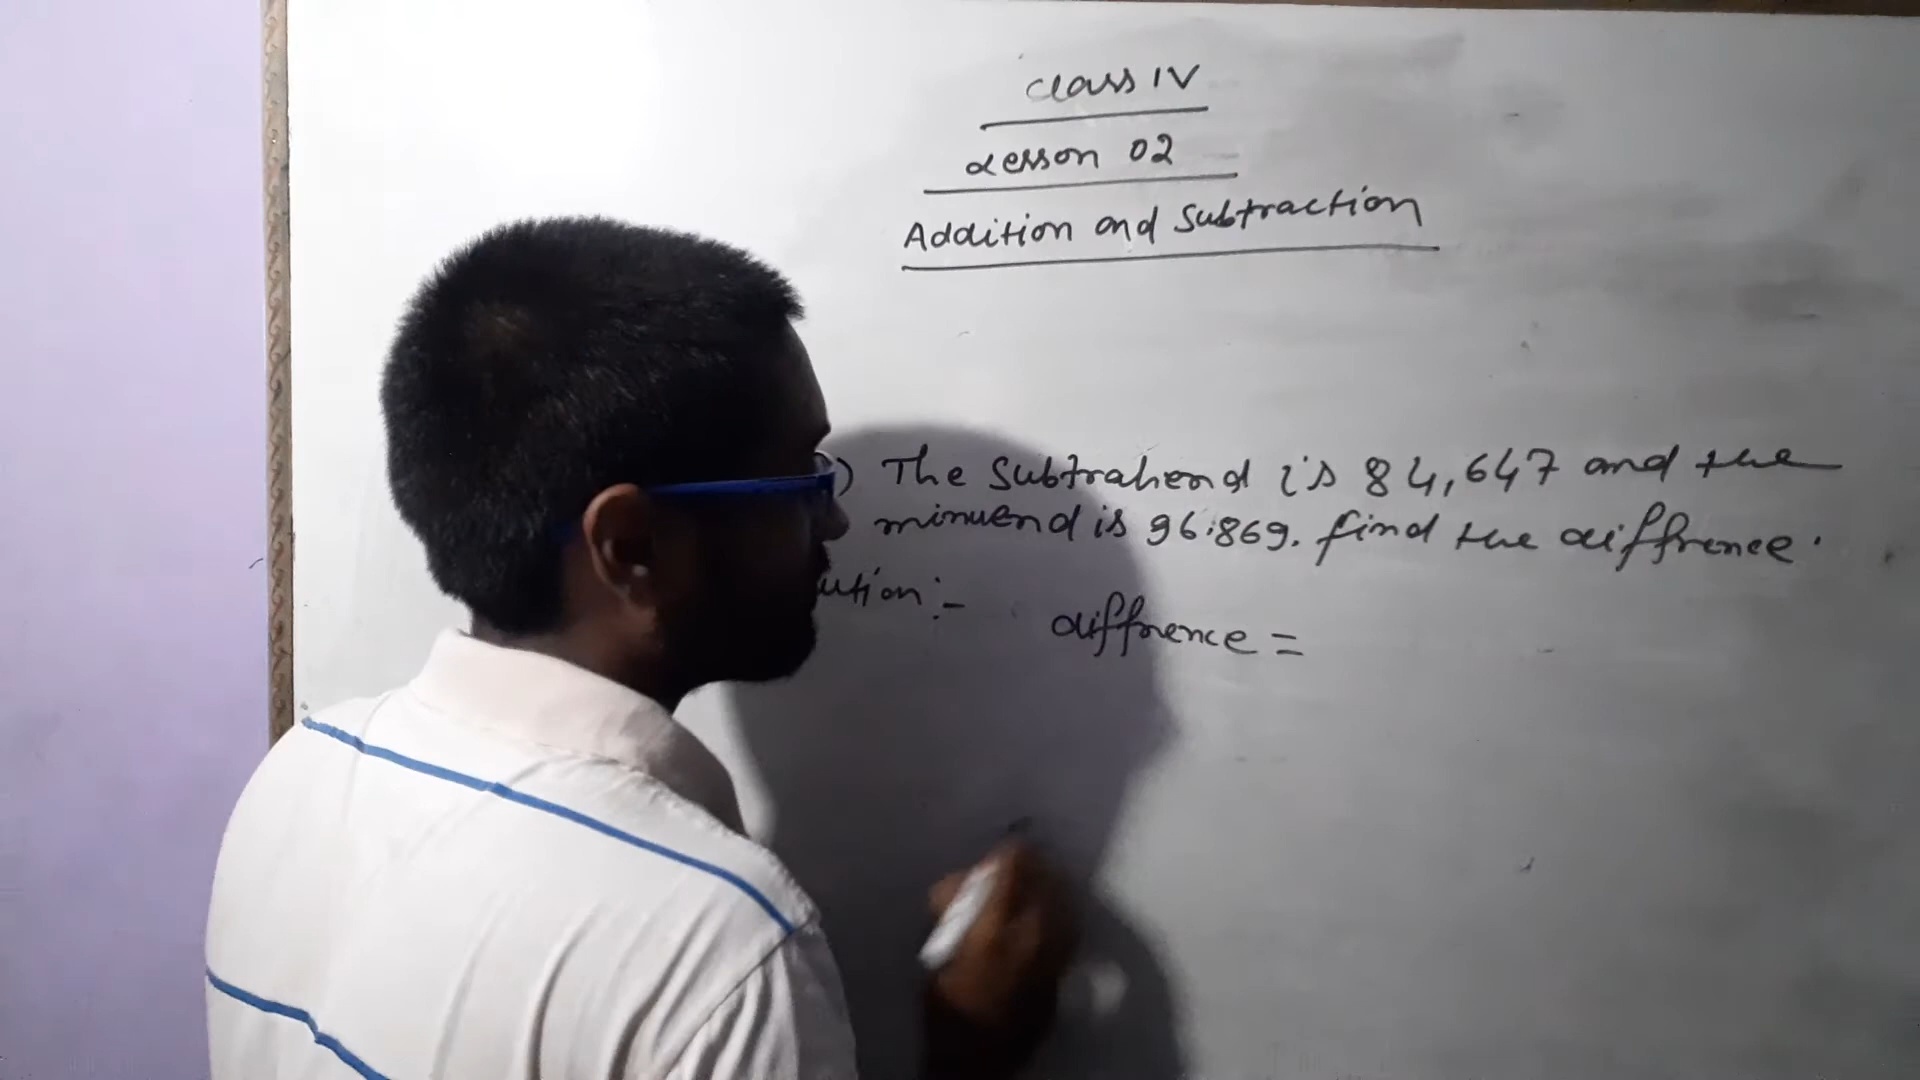 Class IV
Lesson 02
Addition and Subtraction
) The Subtrahend is 84,647 and the
minuend is 96.869. find the diffrence.
ution :-
diffrence =